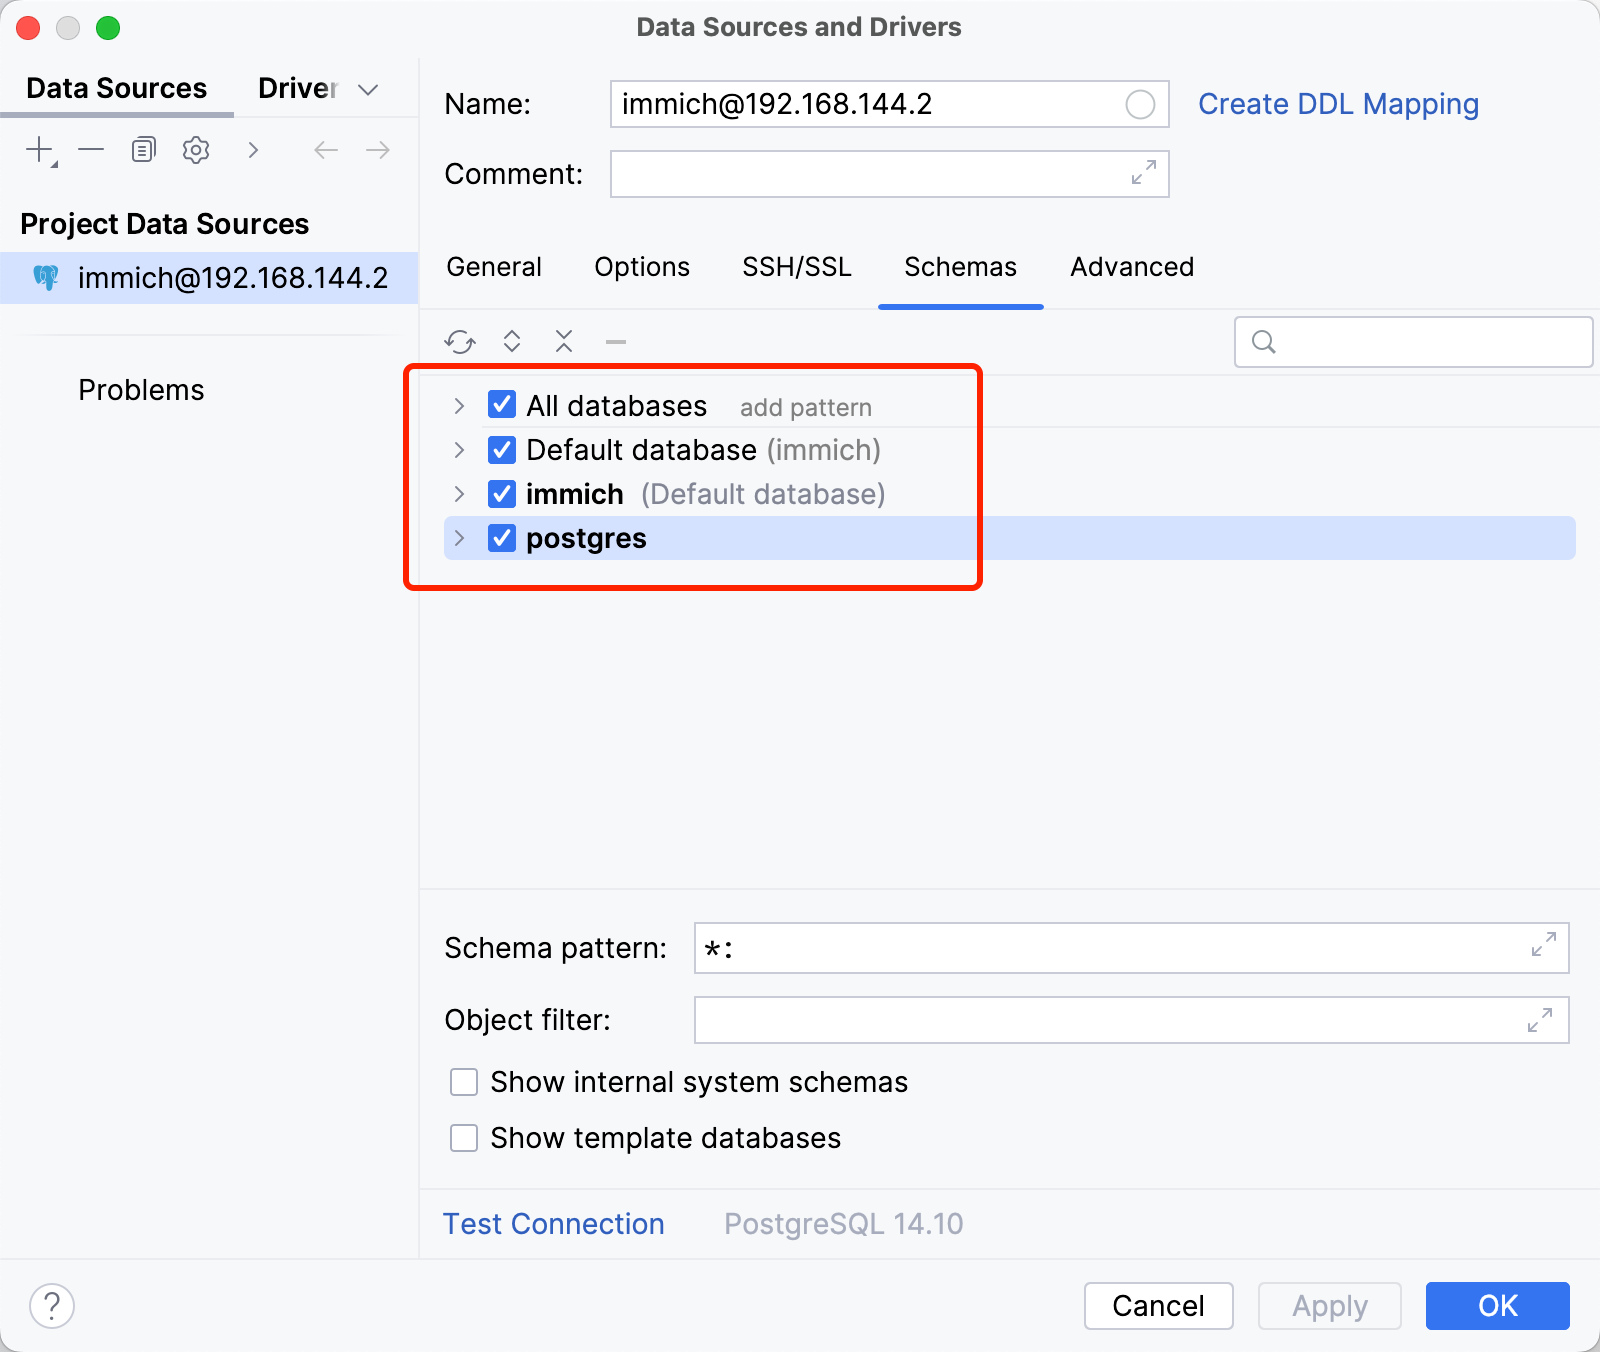 Data Sources and Drivers
Data Sources Driver
Name: immich@192.168.144.2 Create DDL Mapping
Comment:
Project Data Sources
immich@192.168.144.2
Problems
General Options SSH/SSL Schemas Advanced
All databases add pattern
Default database (immich)
immich (Default database)
postgres
Schema pattern: *:
Object filter:
Show internal system schemas
Show template databases
Test Connection PostgreSQL 14.10
? Cancel Apply OK